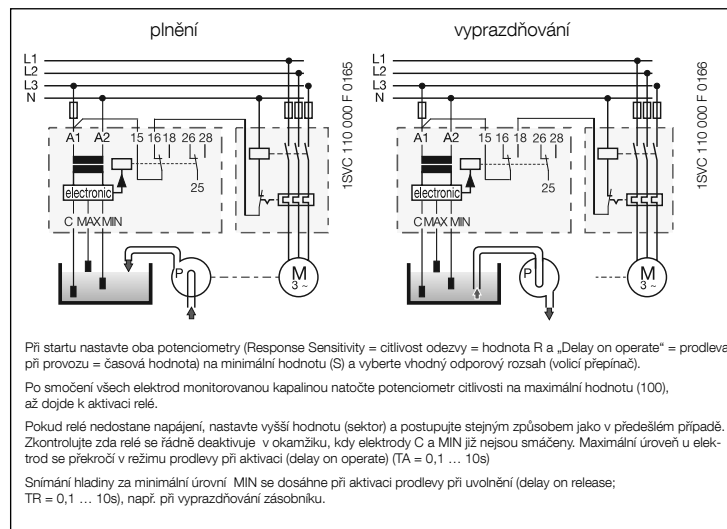 plnění
vyprazdňování
L1
L2
L3
N
A1 A2 15 16 18 26 28
25
electronic
C MAX MIN
P
M
3 ~
1SVC 110 000 F 0165
L1
L2
L3
N
A1 A2 15 16 18 26 28
25
electronic
C MAX MIN
P
M
3 ~
1SVC 110 000 F 0166
Při startu nastavte oba potenciometry (Response Sensitivity = citlivost odezvy = hodnota R a „Delay on operate“ = prodleva
při provozu = časová hodnota) na minimální hodnotu (S) a vyberte vhodný odporový rozsah (volicí přepínač).
Po smočení všech elektrod monitorovanou kapalinou natočte potenciometr citlivosti na maximální hodnotu (100),
až dojde k aktivaci relé.
Pokud relé nedostane napájení, nastavte vyšší hodnotu (sektor) a postupujte stejným způsobem jako v předešlém případě.
Zkontrolujte zda relé se řádně deaktivuje v okamžiku, kdy elektrody C a MIN již nejsou smáčeny. Maximální úroveň u elek-
trod se překročí v režimu prodlevy při aktivaci (delay on operate) (TA = 0,1 … 10s)
Snímání hladiny za minimální úrovní MIN se dosáhne při aktivaci prodlevy při uvolnění (delay on release;
TR = 0,1 … 10s), např. při vyprazdňování zásobníku.